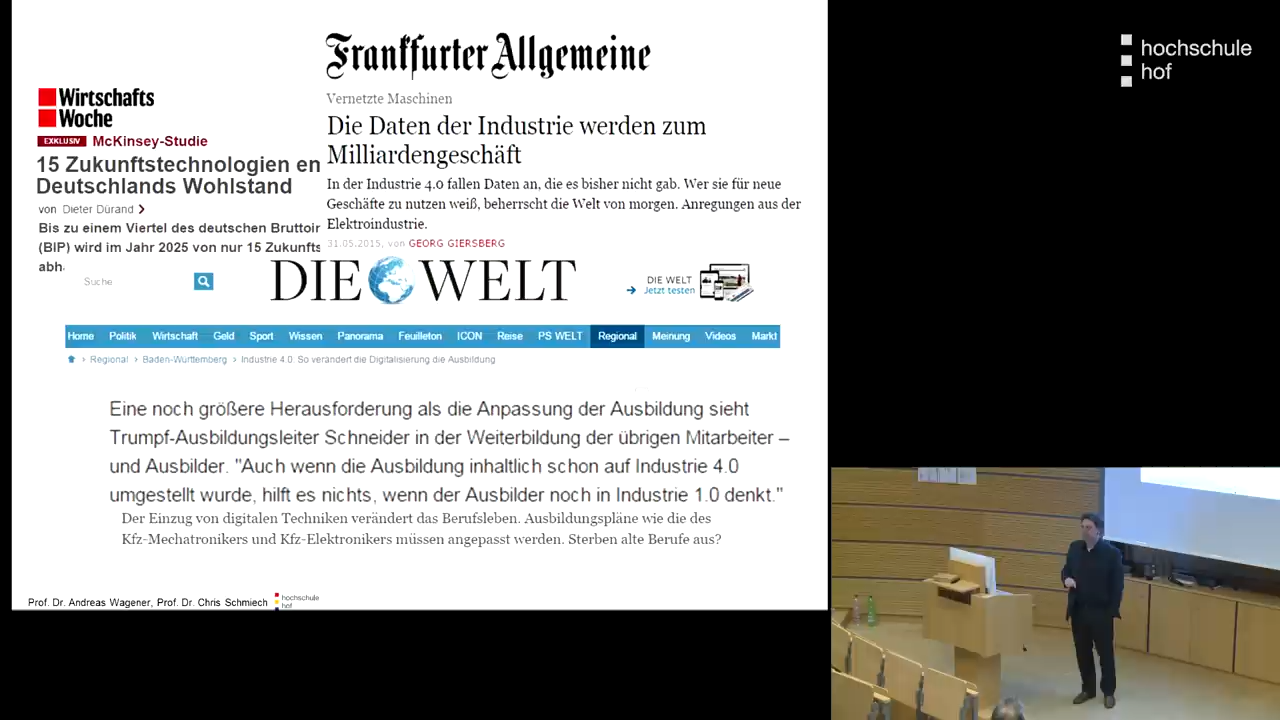 Frankfurter Allgemeine
Vernetzte Maschinen
Die Daten der Industrie werden zum
Milliardengeschäft
In der Industrie 4.0 fallen Daten an, die es bisher nicht gab. Wer sie für neue
Geschäfte zu nutzen weiß, beherrscht die Welt von morgen. Anregungen aus der
Elektroindustrie.
31.05.2015, von GEORG GIERSBERG
Wirtschafts
Woche
EXKLUSIV McKinsey-Studie
15 Zukunftstechnologien en
Deutschlands Wohlstand
von Dieter Dürand
Bis zu einem Viertel des deutschen Bruttoin
(BIP) wird im Jahr 2025 von nur 15 Zukunfts
abh
Suche
DIE WELT
DIE WELT
Jetzt testen
Home Politik Wirtschaft Geld Sport Wissen Panorama Feuilleton ICON Reise PS WELT Regional Meinung Videos Markt
Regional › Baden-Württemberg › Industrie 4.0: So verändert die Digitalisierung die Ausbildung
Eine noch größere Herausforderung als die Anpassung der Ausbildung sieht
Trumpf-Ausbildungsleiter Schneider in der Weiterbildung der übrigen Mitarbeiter –
und Ausbilder. "Auch wenn die Ausbildung inhaltlich schon auf Industrie 4.0
umgestellt wurde, hilft es nichts, wenn der Ausbilder noch in Industrie 1.0 denkt."
Der Einzug von digitalen Techniken verändert das Berufsleben. Ausbildungspläne wie die des
Kfz-Mechatronikers und Kfz-Elektronikers müssen angepasst werden. Sterben alte Berufe aus?
Prof. Dr. Andreas Wagener, Prof. Dr. Chris Schmiech
hochschule
hof
hochschule
hof